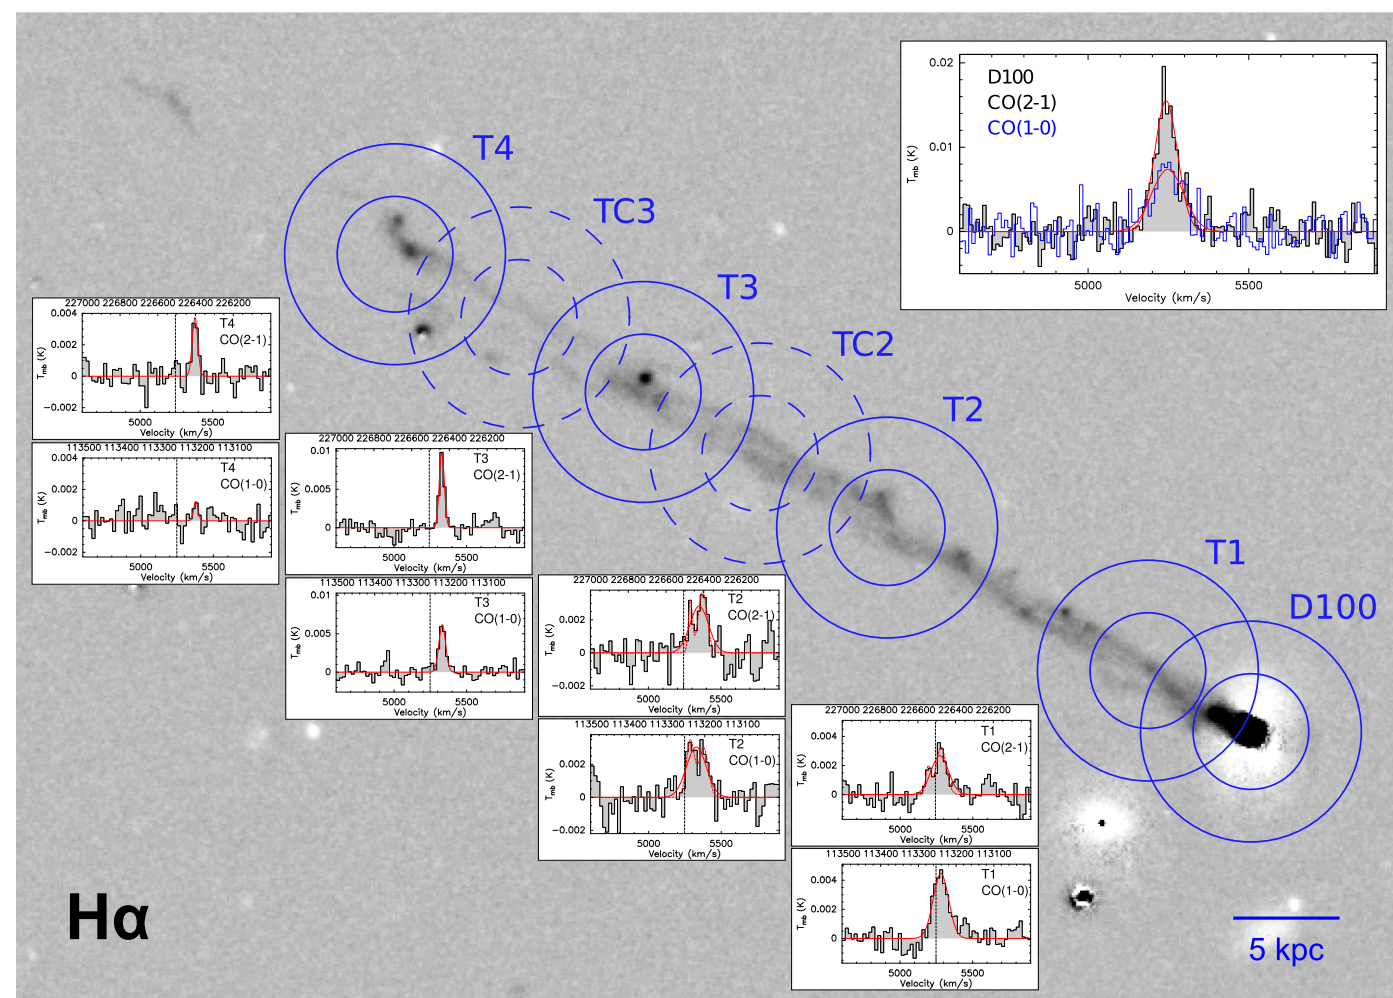 D100
CO(2-1)
CO(1-0)
0.02
0.01
0
Tmb (K)
5000
5500
Velocity (km/s)
T4
TC3
T3
TC2
T2
T1
D100
227000 226800 226600 226400 226200
T4
CO(2-1)
0.004
0.002
0
−0.002
Tmb (K)
5000
5500
Velocity (km/s)
113500 113400 113300 113200 113100
T4
CO(1-0)
0.004
0.002
0
−0.002
Tmb (K)
5000
5500
Velocity (km/s)
227000 226800 226600 226400 226200
T3
CO(2-1)
0.01
0.005
0
Tmb (K)
5000
5500
Velocity (km/s)
113500 113400 113300 113200 113100
T3
CO(1-0)
0.01
0.005
0
Tmb (K)
5000
5500
Velocity (km/s)
227000 226800 226600 226400 226200
T2
CO(2-1)
0.002
0
−0.002
Tmb (K)
5000
5500
Velocity (km/s)
113500 113400 113300 113200 113100
T2
CO(1-0)
0.002
0
−0.002
Tmb (K)
5000
5500
Velocity (km/s)
227000 226800 226600 226400 226200
T1
CO(2-1)
0.004
0.002
0
Tmb (K)
5000
5500
Velocity (km/s)
113500 113400 113300 113200 113100
T1
CO(1-0)
0.004
0.002
0
Tmb (K)
5000
5500
Velocity (km/s)
Hα
5 kpc